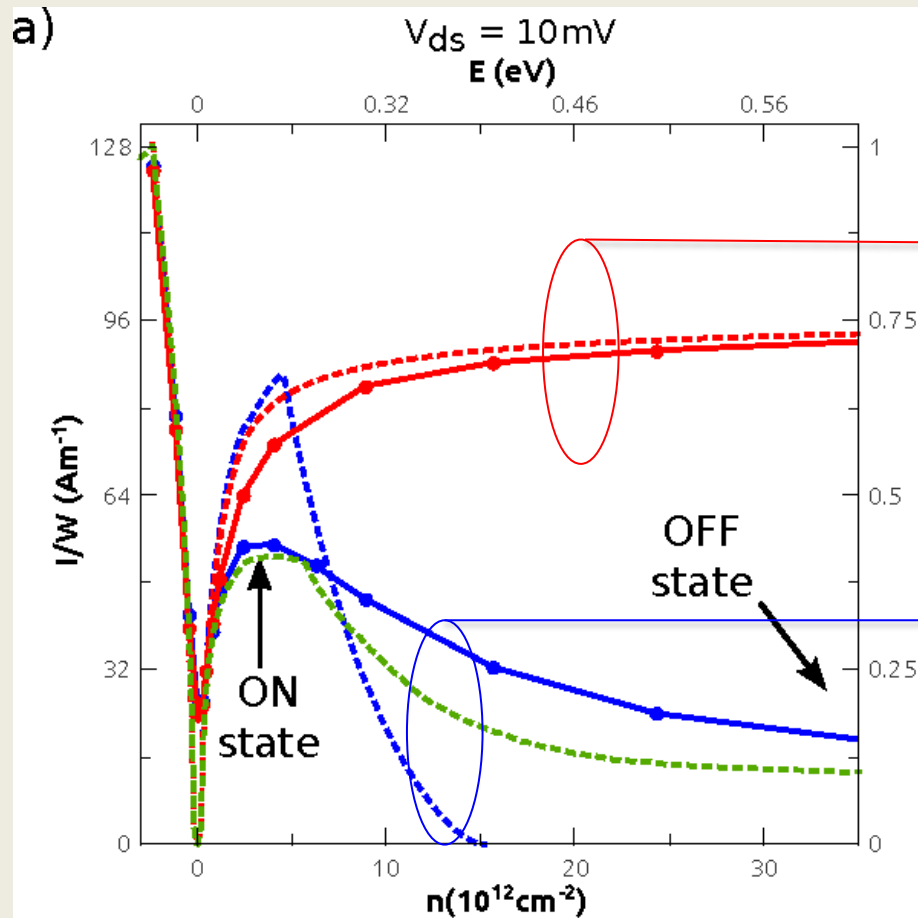 a)
V_ds = 10mV
E (eV)
0 0.32 0.46 0.56
128 1
96 0.75
64 0.5
32 0.25
0 0
I/W (Am⁻¹)
OFF
state
ON
state
0 10 20 30
n(10¹²cm⁻²)